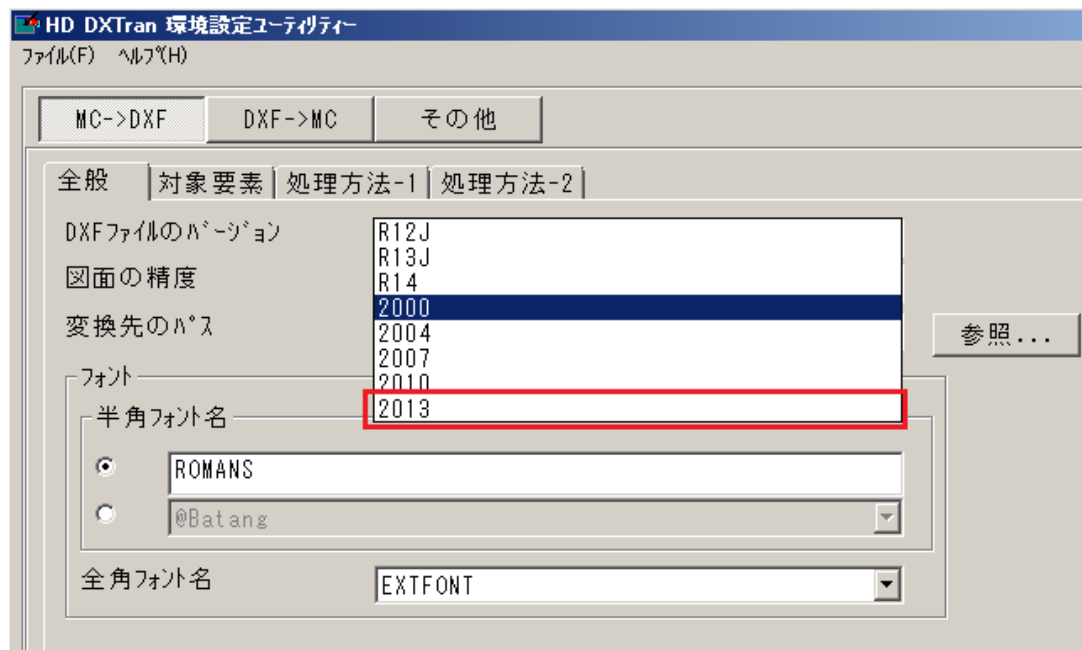 HD DXTran 環境設定ﾕｰﾃｨﾘﾃｨｰ
ﾌｧｲﾙ(F) ﾍﾙﾌﾟ(H)
MC->DXF DXF->MC その他
全般 対象要素 処理方法-1 処理方法-2
DXFﾌｧｲﾙのﾊﾞｰｼﾞｮﾝ
R12J
R13J
図面の精度
R14
2000
変換先のﾊﾟｽ
2004
参照...
2007
2010
2013
ﾌｫﾝﾄ
半角ﾌｫﾝﾄ名
ROMANS
@Batang
全角ﾌｫﾝﾄ名
EXTFONT